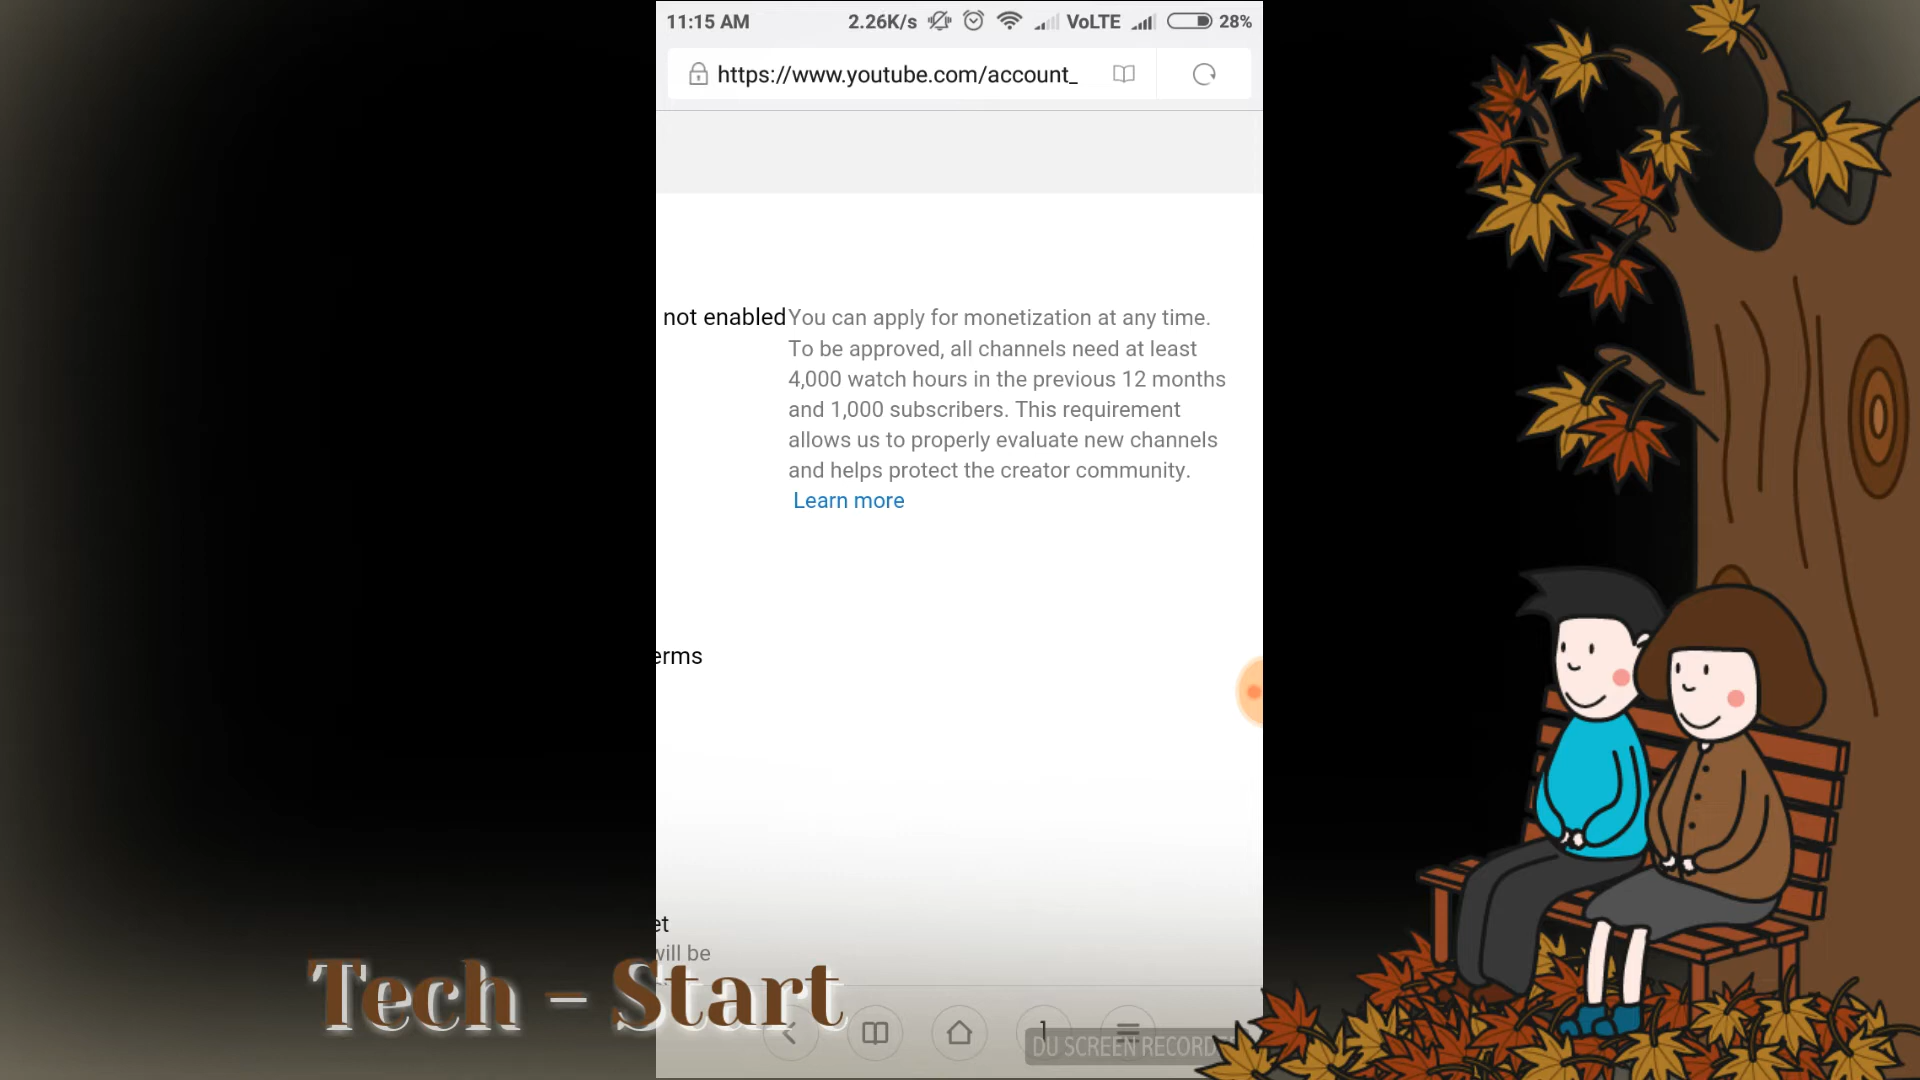 11:15 AM 2.26K/s VoLTE 28%
https://www.youtube.com/account_
not enabled
You can apply for monetization at any time.
To be approved, all channels need at least
4,000 watch hours in the previous 12 months
and 1,000 subscribers. This requirement
allows us to properly evaluate new channels
and helps protect the creator community.
Learn more
erms
et
will be
Tech - Start
1
DU SCREEN RECORDE